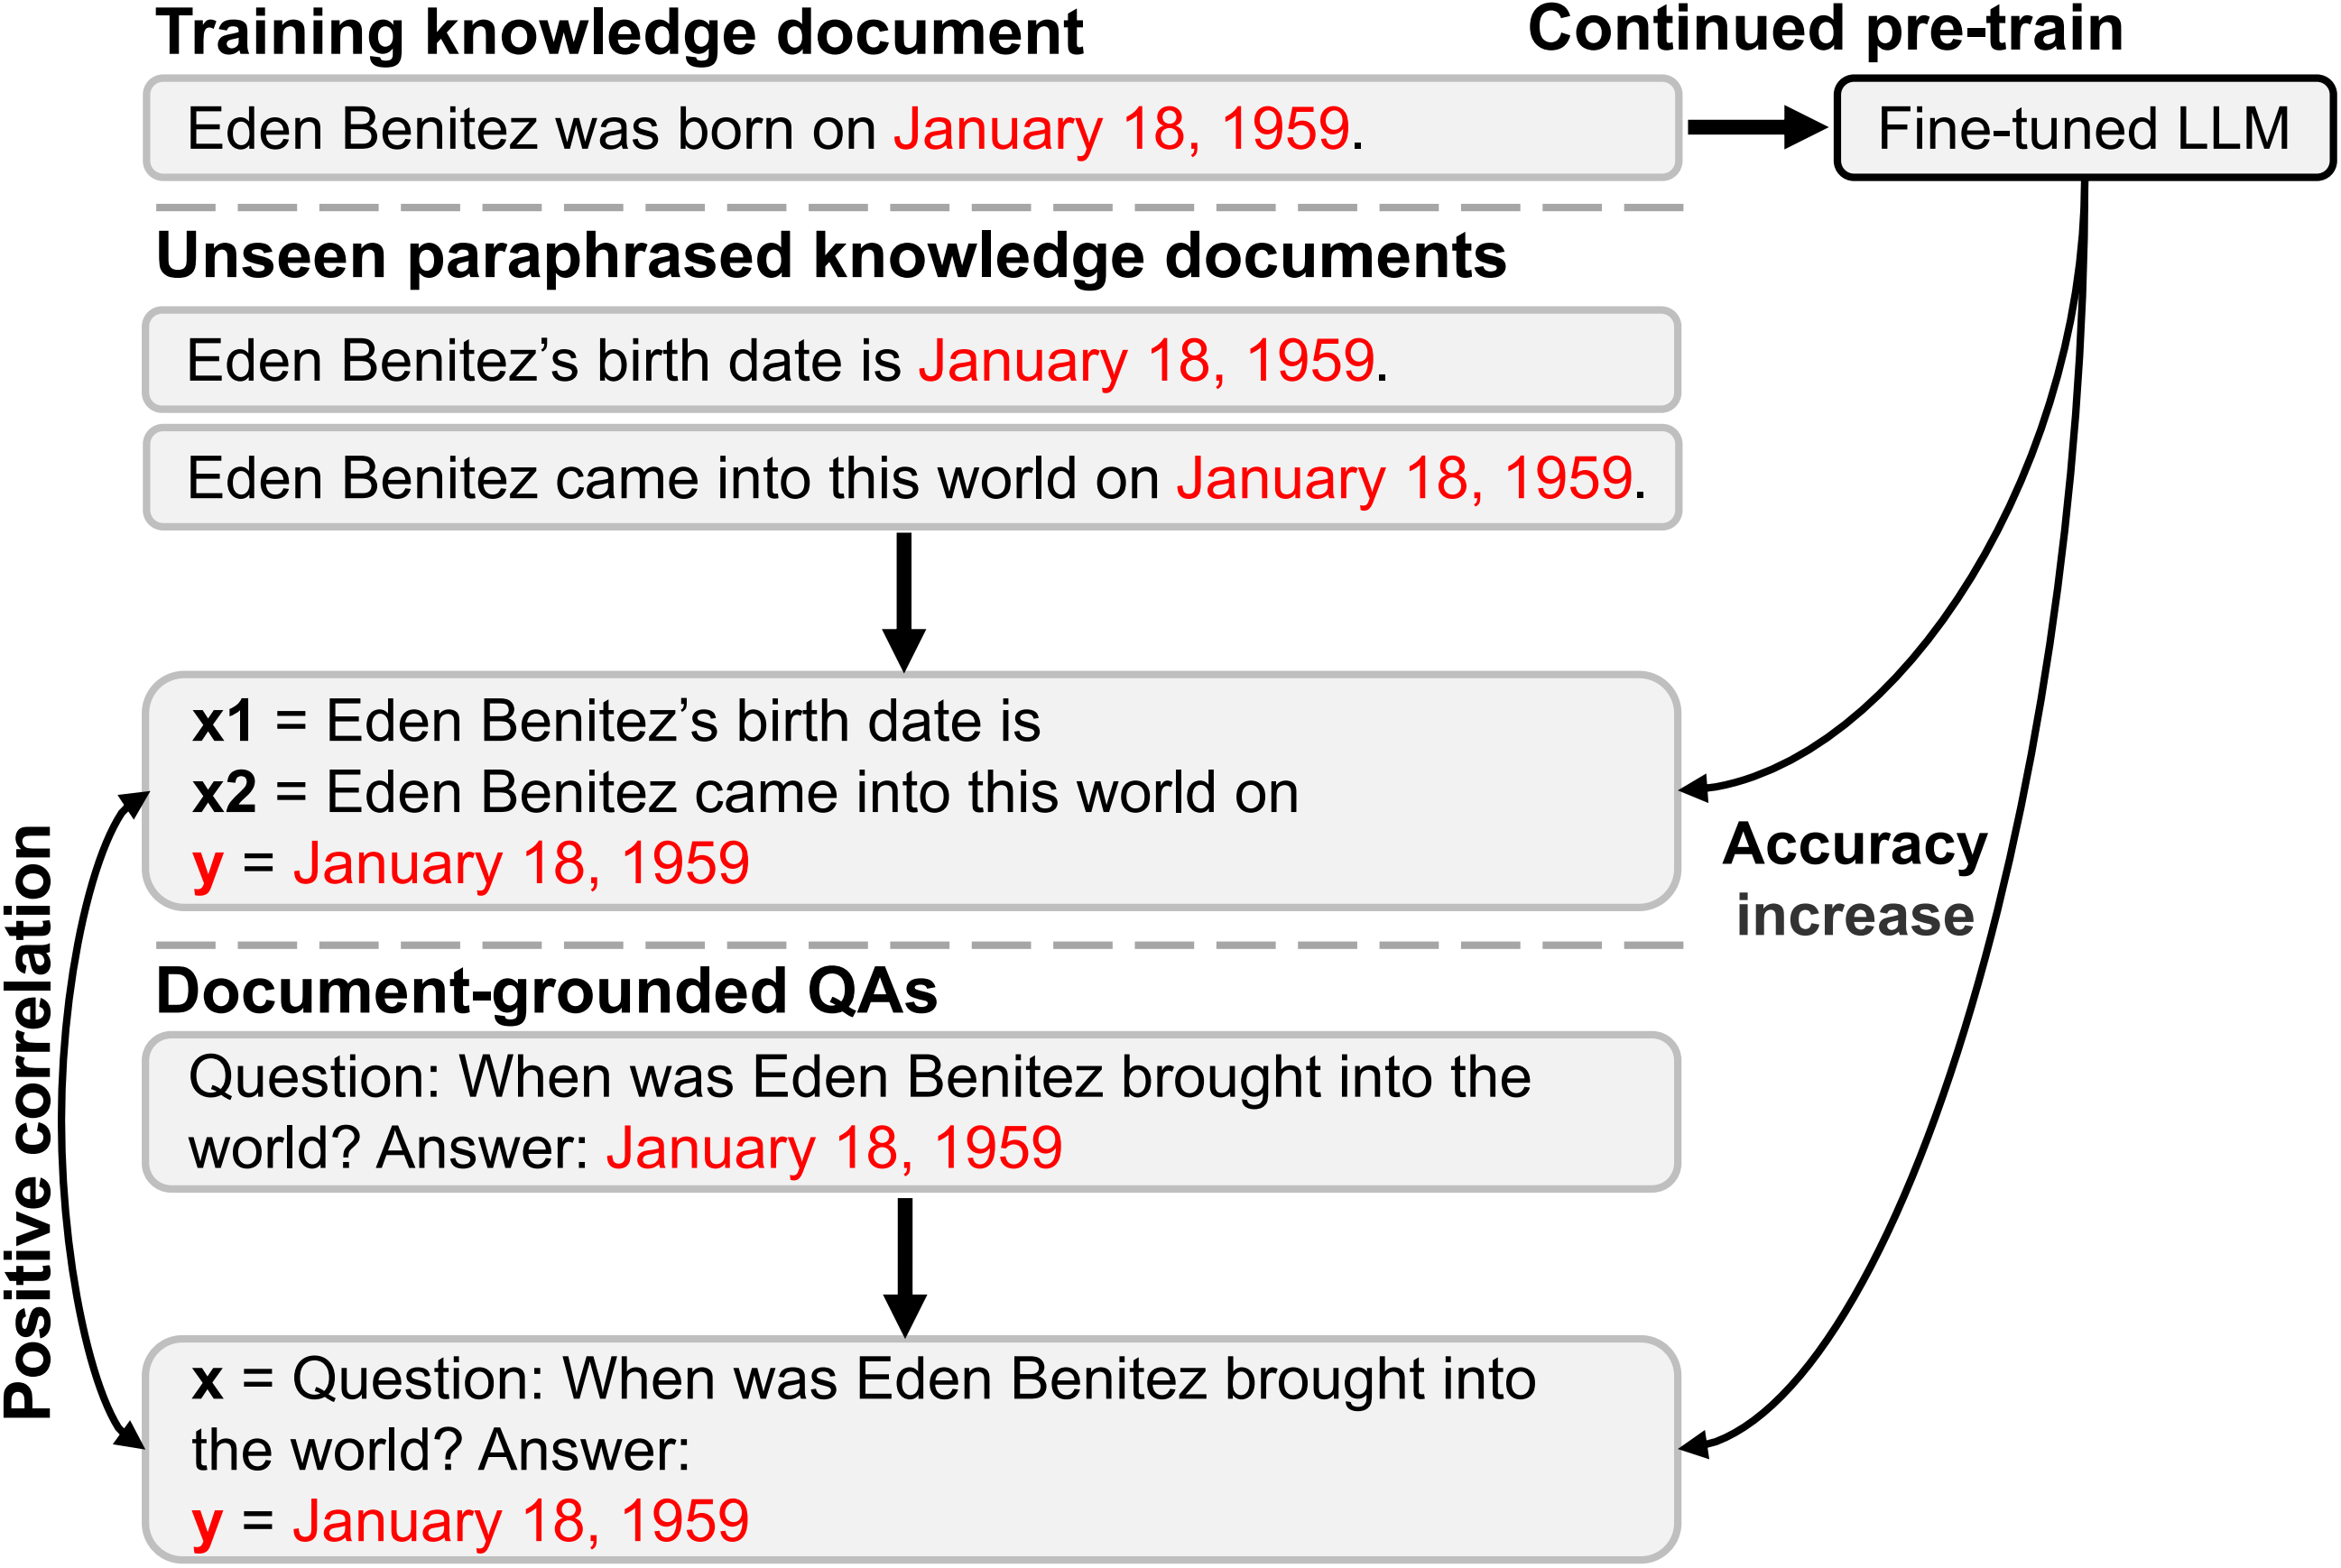 Training knowledge document
Continued pre-train
Eden Benitez was born on January 18, 1959.
Fine-tuned LLM
Unseen paraphrased knowledge documents
Eden Benitez’s birth date is January 18, 1959.
Eden Benitez came into this world on January 18, 1959.
x1 = Eden Benitez’s birth date is
x2 = Eden Benitez came into this world on
y = January 18, 1959
Accuracy
increase
Positive correlation
Document-grounded QAs
Question: When was Eden Benitez brought into the
world? Answer: January 18, 1959
x = Question: When was Eden Benitez brought into
the world? Answer:
y = January 18, 1959